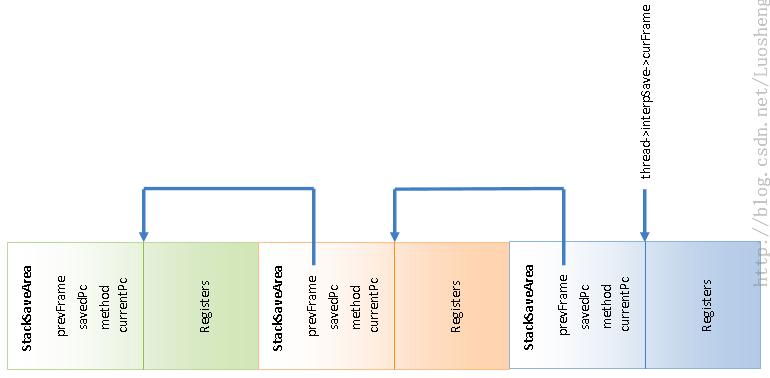 thread->interpSave->curFrame
StackSaveArea
prevFrame
savedPc
method
currentPc
Registers
StackSaveArea
prevFrame
savedPc
method
currentPc
Registers
StackSaveArea
prevFrame
savedPc
method
currentPc
Registers
http://blog.csdn.net/Luosheng